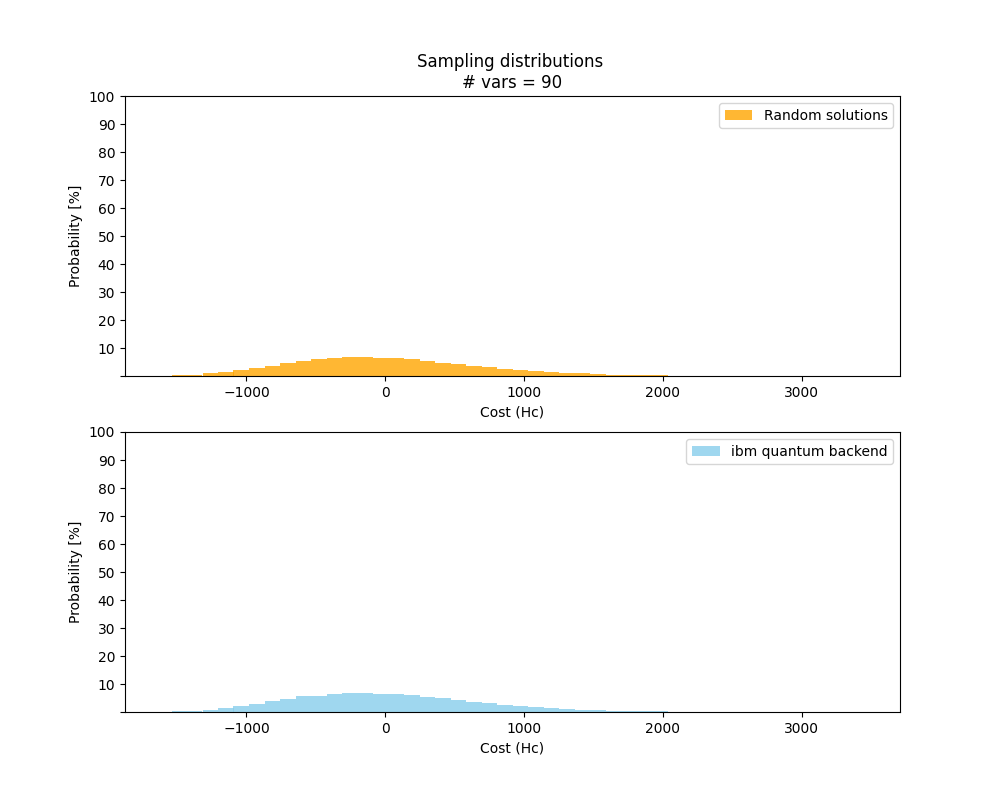 Sampling distributions
# vars = 90
100
90
80
70
60
50
40
30
20
10
Probability [%]
Random solutions
−1000 0 1000 2000 3000
Cost (Hc)
100
90
80
70
60
50
40
30
20
10
Probability [%]
ibm quantum backend
−1000 0 1000 2000 3000
Cost (Hc)